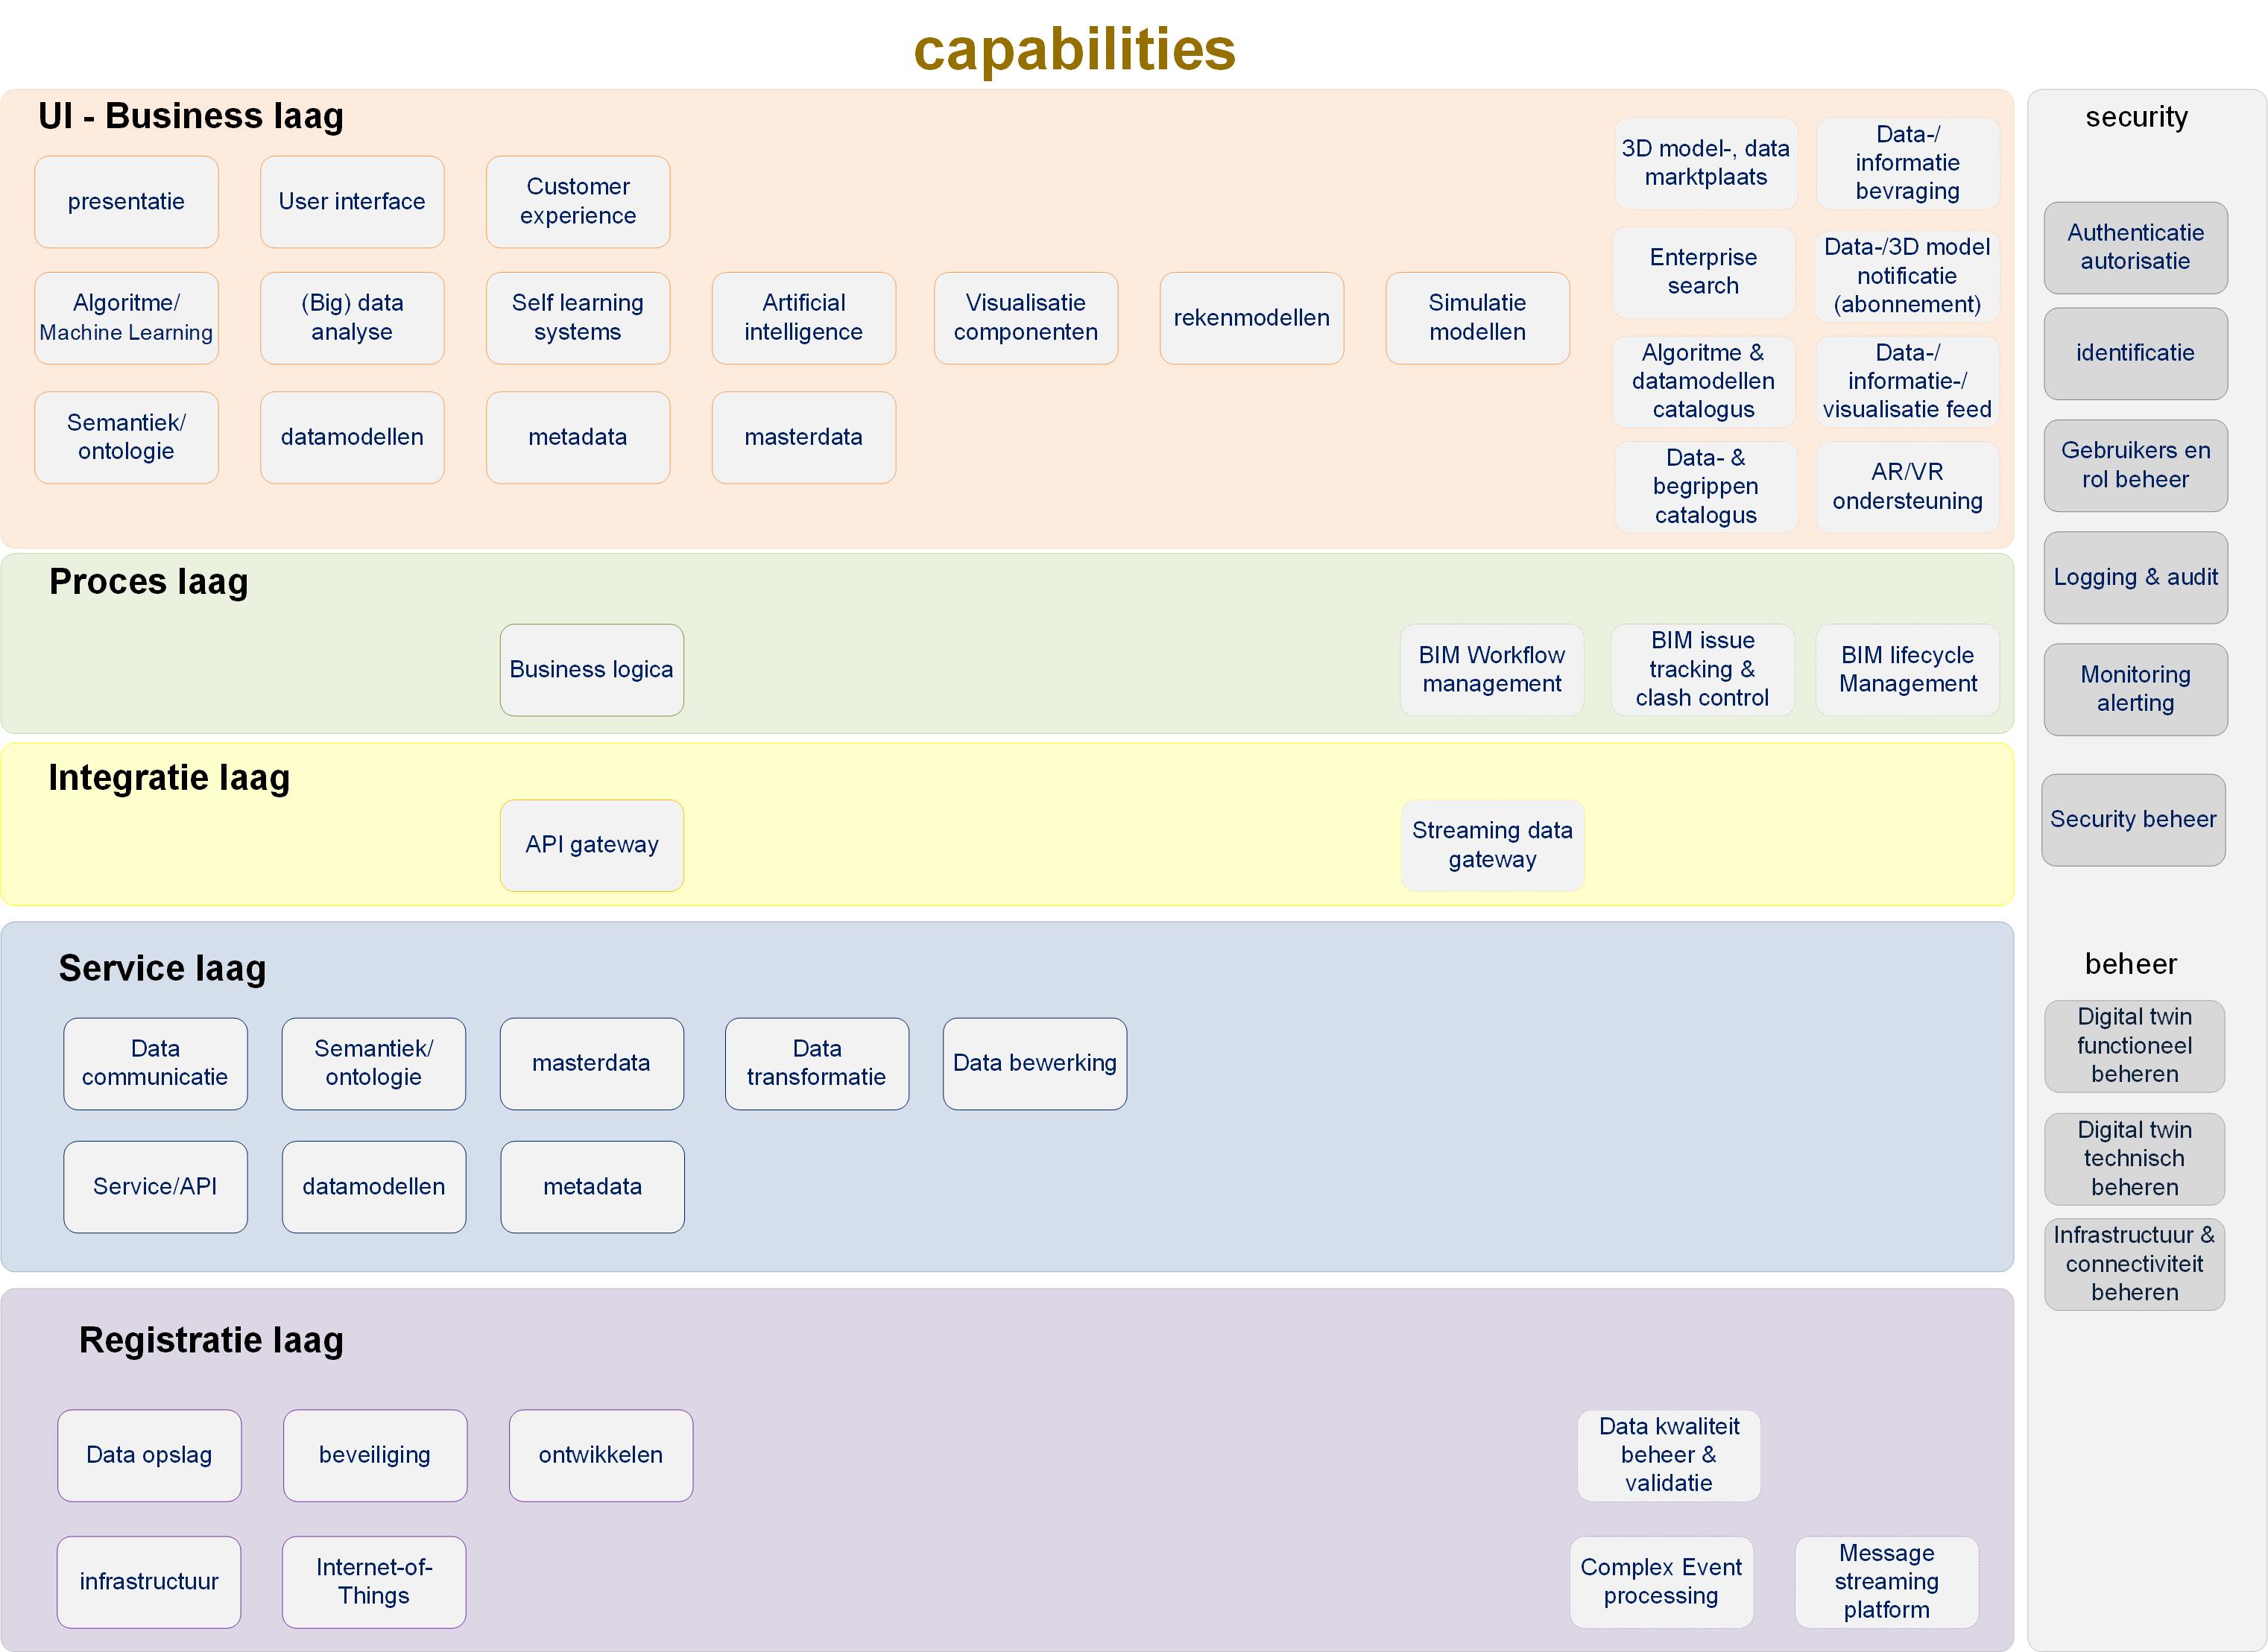 capabilities
UI - Business laag
presentatie
User interface
Customer
experience
Algoritme/
Machine Learning
(Big) data
analyse
Self learning
systems
Artificial
intelligence
Visualisatie
componenten
rekenmodellen
Simulatie
modellen
Semantiek/
ontologie
datamodellen
metadata
masterdata
3D model-, data
marktplaats
Data-/
informatie
bevraging
Enterprise
search
Data-/3D model
notificatie
(abonnement)
Algoritme &
datamodellen
catalogus
Data-/
informatie-/
visualisatie feed
Data- &
begrippen
catalogus
AR/VR
ondersteuning
Proces laag
Business logica
BIM Workflow
management
BIM issue
tracking &
clash control
BIM lifecycle
Management
Integratie laag
API gateway
Streaming data
gateway
Service laag
Data
communicatie
Semantiek/
ontologie
masterdata
Data
transformatie
Data bewerking
Service/API
datamodellen
metadata
Registratie laag
Data opslag
beveiliging
ontwikkelen
Data kwaliteit
beheer &
validatie
infrastructuur
Internet-of-
Things
Complex Event
processing
Message
streaming
platform
security
Authenticatie
autorisatie
identificatie
Gebruikers en
rol beheer
Logging & audit
Monitoring
alerting
Security beheer
beheer
Digital twin
functioneel
beheren
Digital twin
technisch
beheren
Infrastructuur &
connectiviteit
beheren